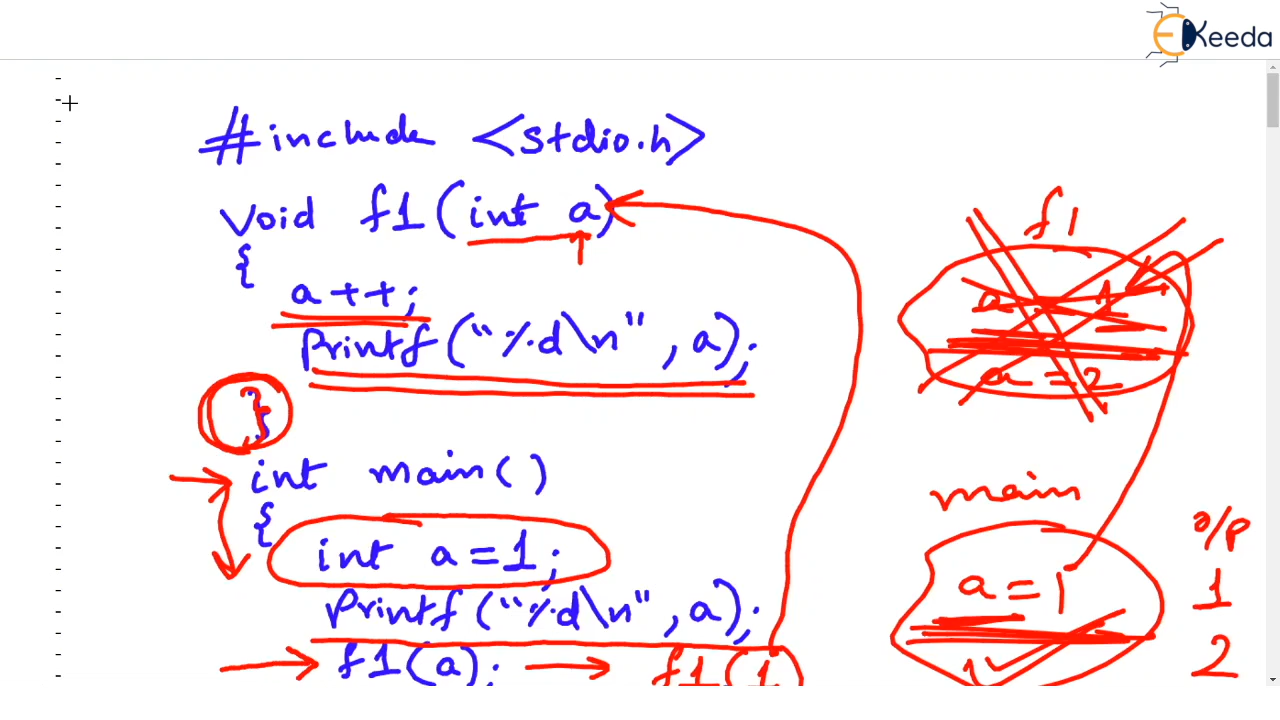 Keeda
#include <stdio.h>
void f1(int a)
{
a++;
printf("%d\n", a);
}
int main()
{
int a=1;
printf("%d\n", a);
f1(a); → f1(1)
f1
a 1
a=2
main
a=1
o/p
1
2